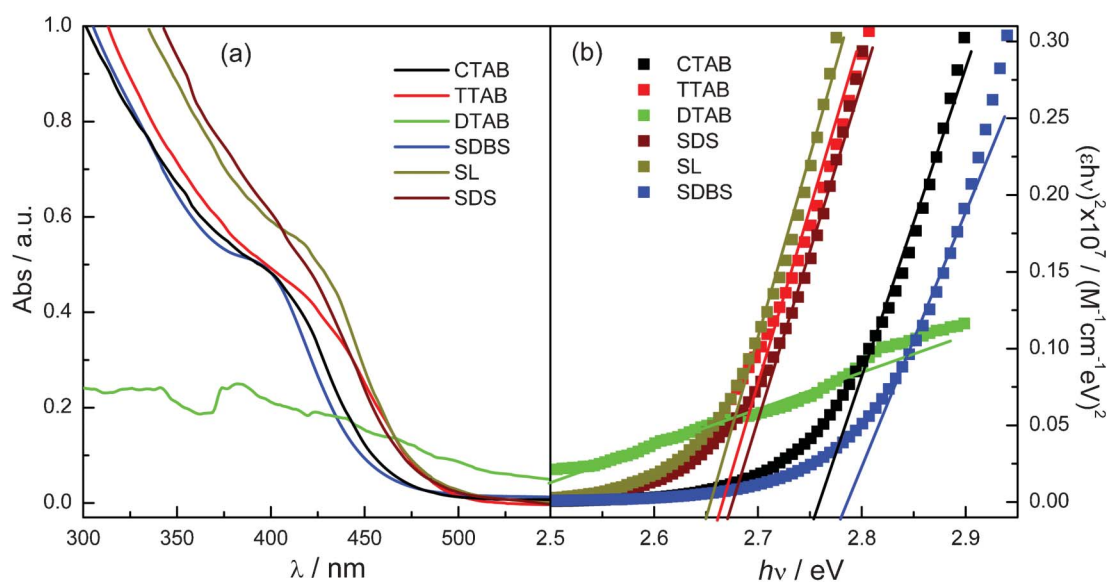 (a)
(b)
CTAB
TTAB
DTAB
SDBS
SL
SDS
CTAB
TTAB
DTAB
SDS
SL
SDBS
1.0
0.8
0.6
0.4
0.2
0.0
Abs / a.u.
300 350 400 450 500
λ / nm
2.5 2.6 2.7 2.8 2.9
hν / eV
0.30
0.25
0.20
0.15
0.10
0.05
0.00
(εhν)²x10⁷ / (M⁻¹cm⁻¹eV)²